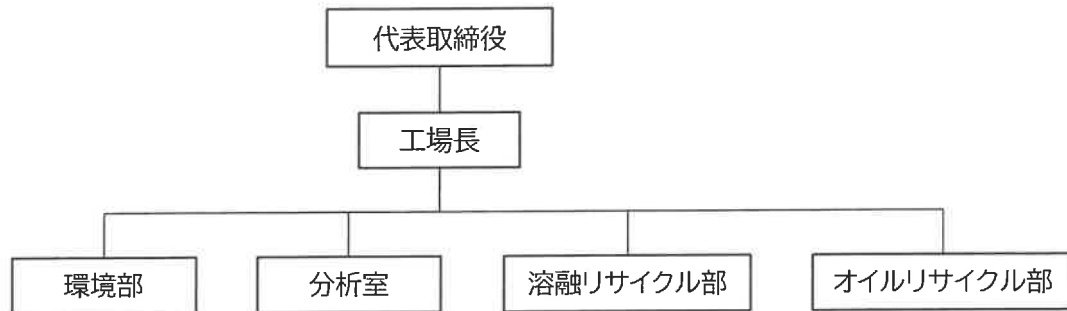 代表取締役
工場長
環境部
分析室
溶融リサイクル部
オイルリサイクル部